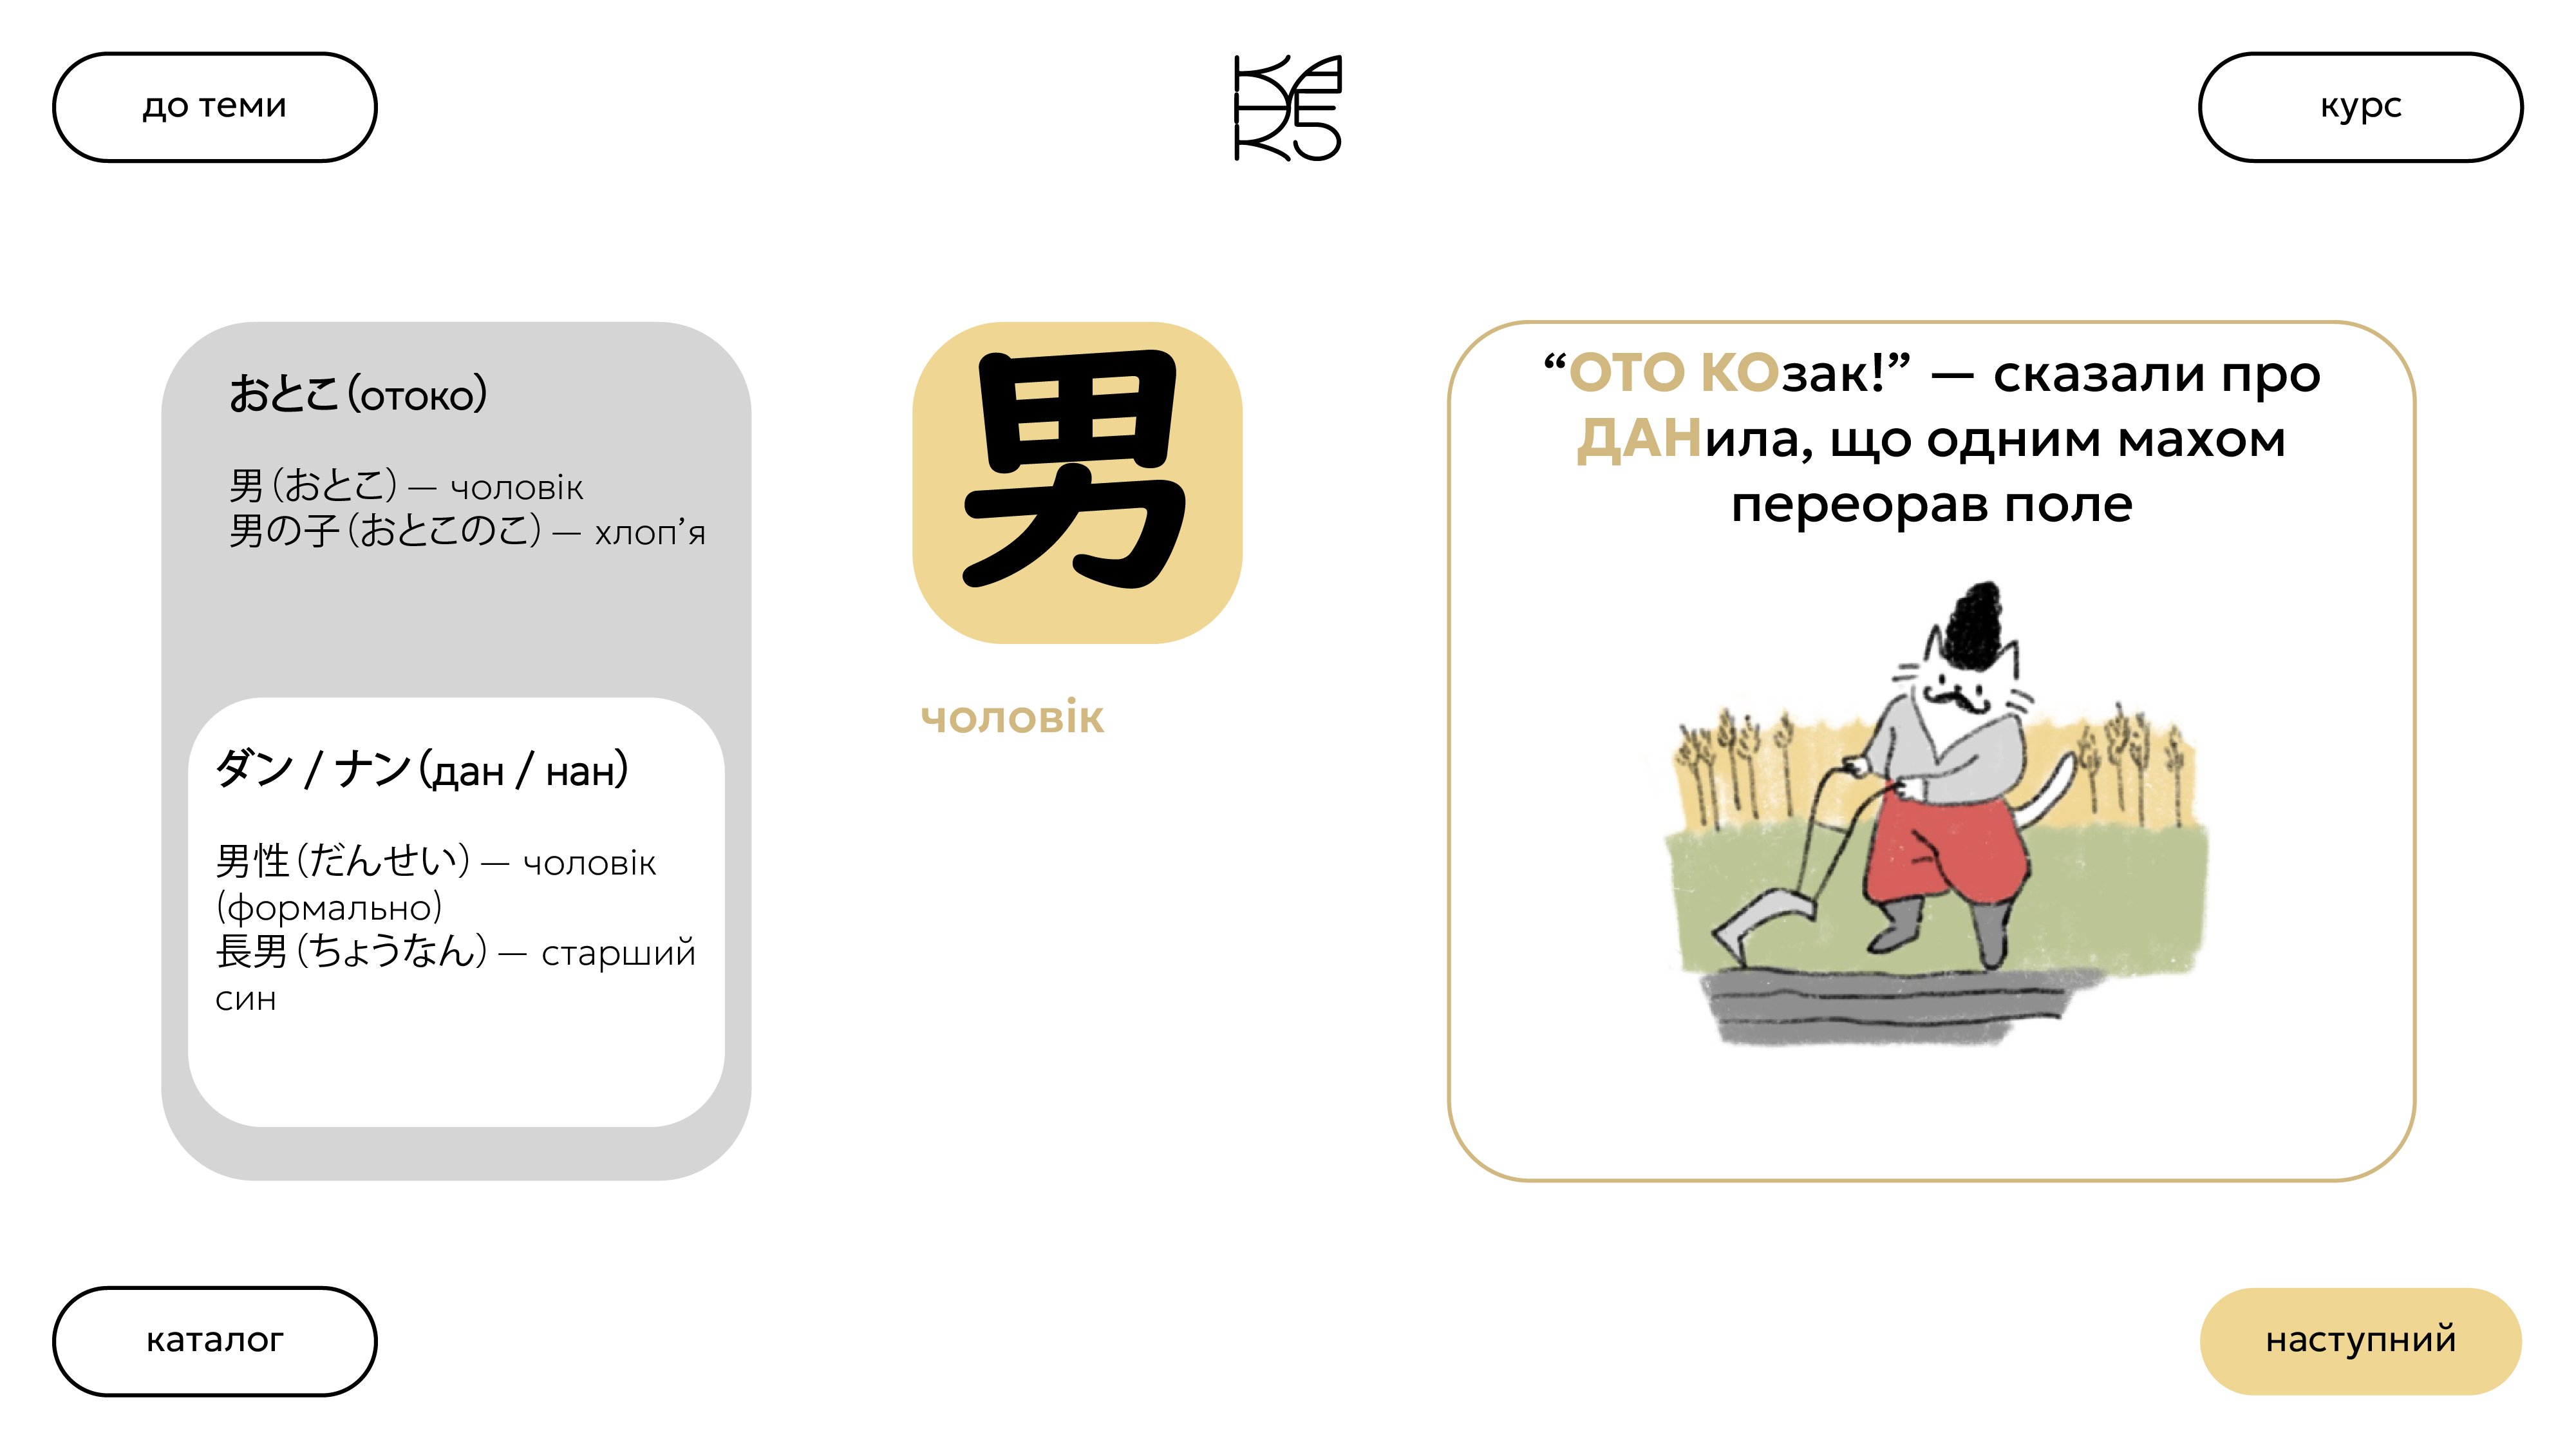 до теми
курс
おとこ (отоко)
男 (おとこ) — чоловік
男の子 (おとこのこ) — хлоп’я
ダン / ナン (дан / нан)
男性 (だんせい) — чоловік
(формально)
長男 (ちょうなん) — старший
син
男
чоловік
“ОТО КОзак!” — сказали про
ДАНила, що одним махом
переорав поле
каталог
наступний